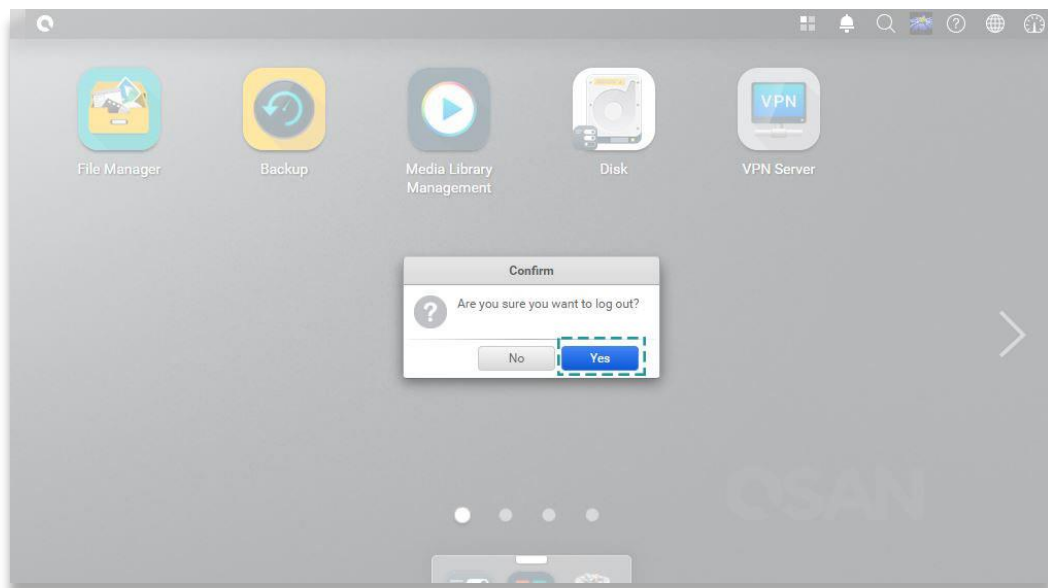 VPN
File Manager
Backup
Media Library
Management
Disk
VPN Server
Confirm
Are you sure you want to log out?
No
Yes
QSAN